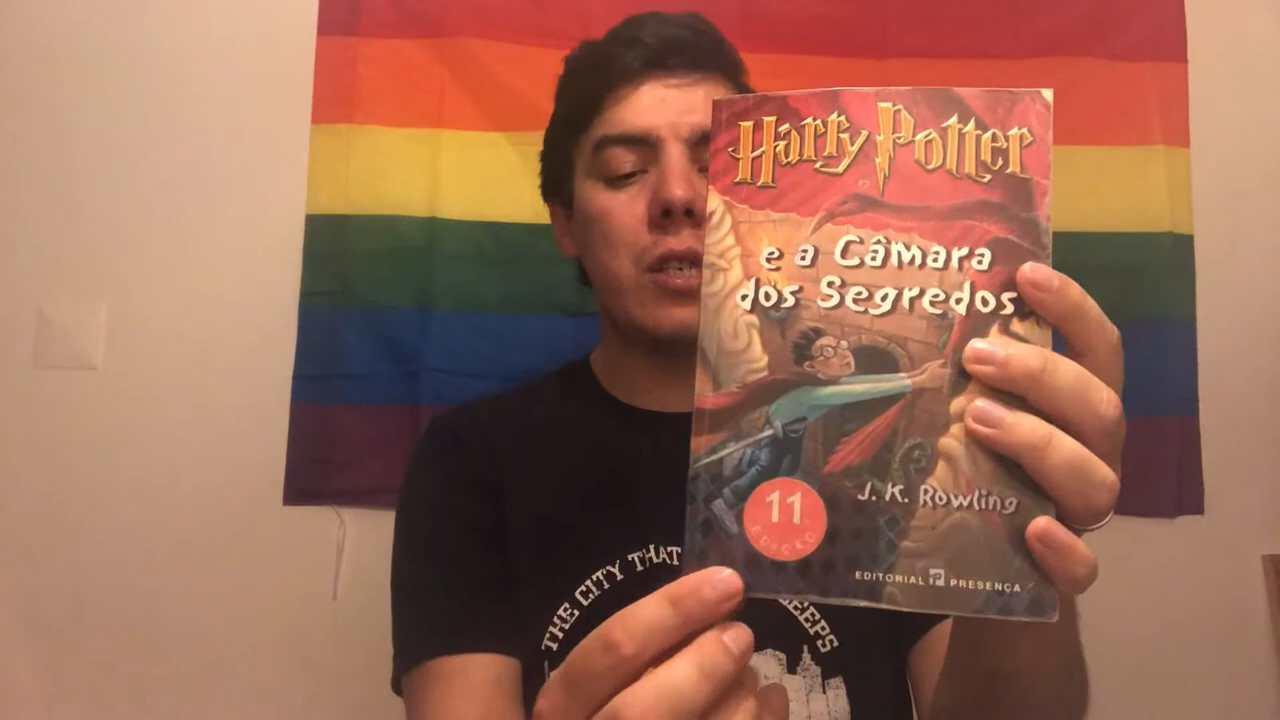 Harry Potter
e a Câmara
dos Segredos
J. K. Rowling
11
EDIÇÃO
EDITORIAL PRESENÇA
THE CITY THAT
EEPS